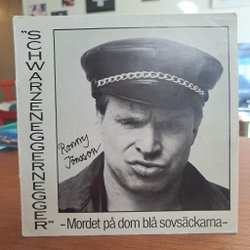 "SCHWARZENEGGERNEGGER"
Ronny
Jönsson
-Mordet på dom blå sovsäckarna-